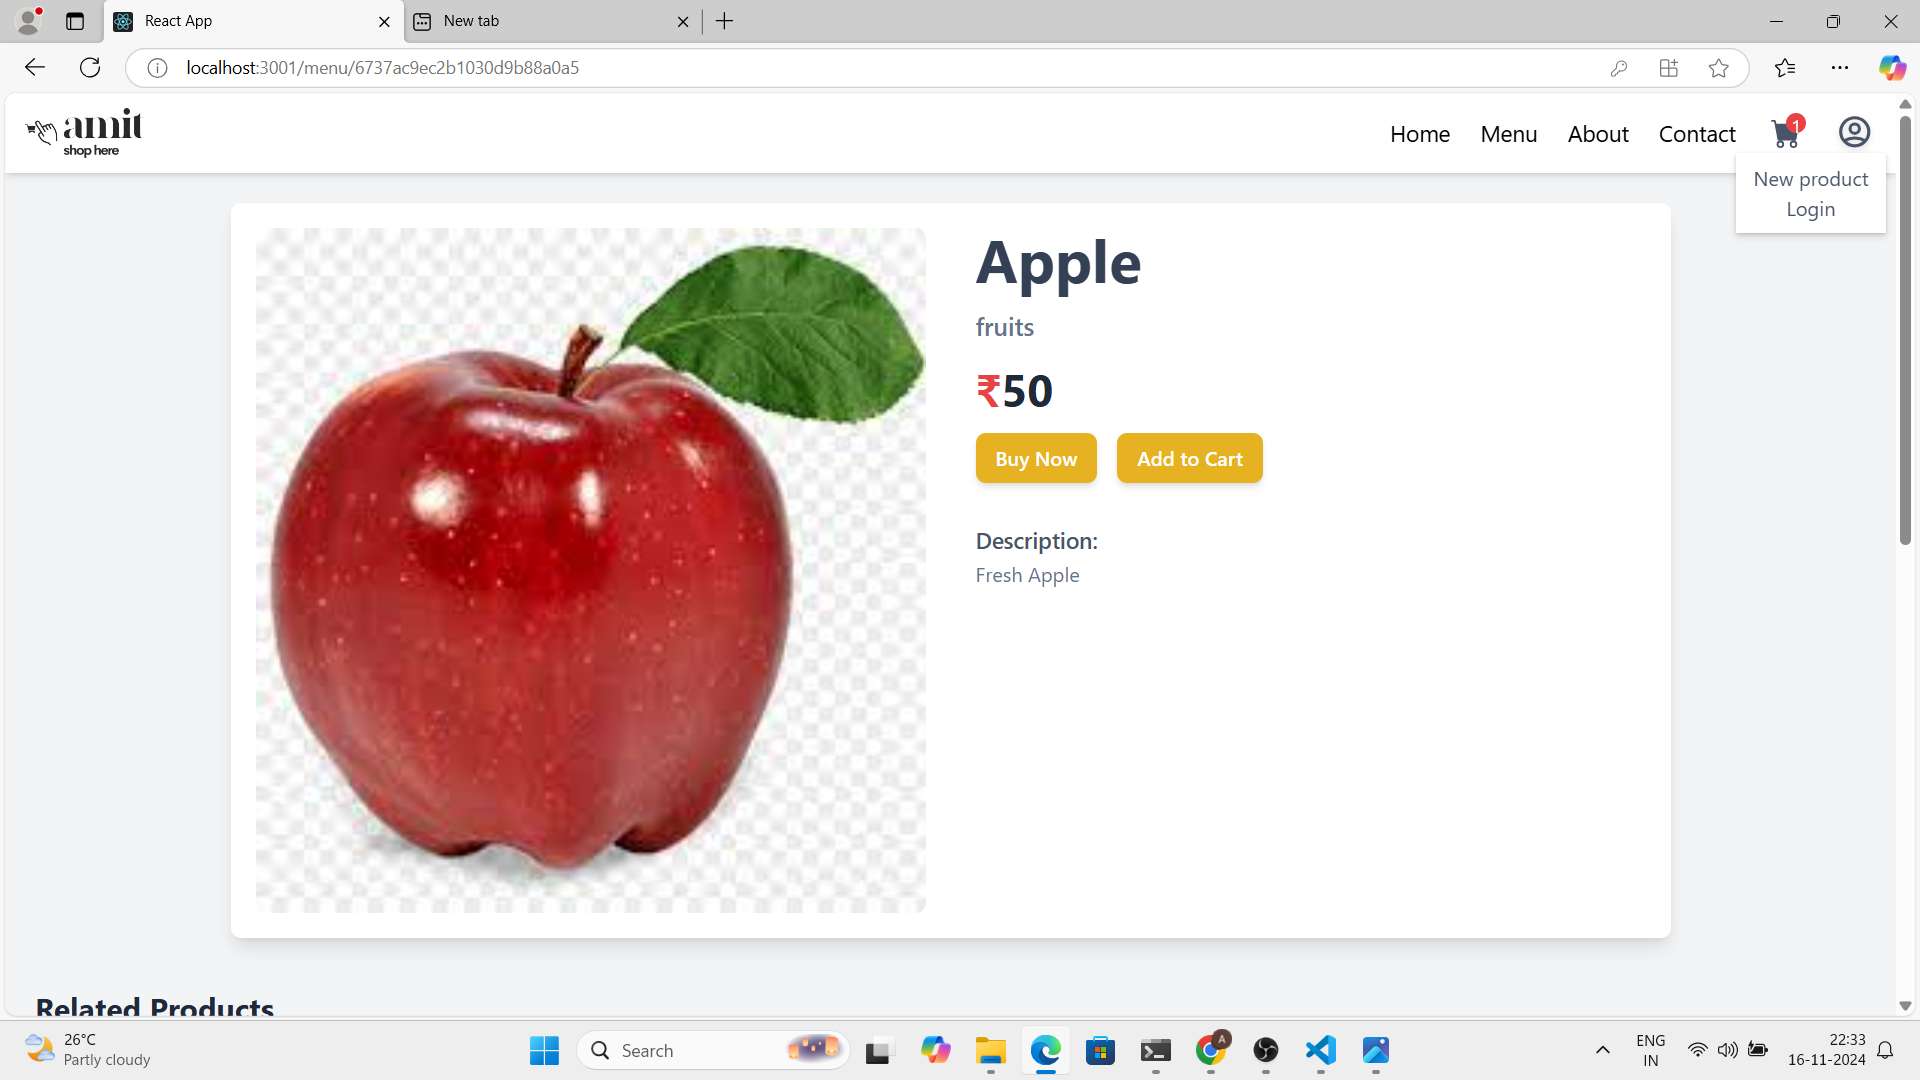 React App
New tab
localhost:3001/menu/6737ac9ec2b1030d9b88a0a5
amit
shop here
Home Menu About Contact 1
New product
Login
Apple
fruits
₹50
Buy Now Add to Cart
Description:
Fresh Apple
Related Products
26°C
Partly cloudy
Search
A
ENG
IN
22:33
16-11-2024